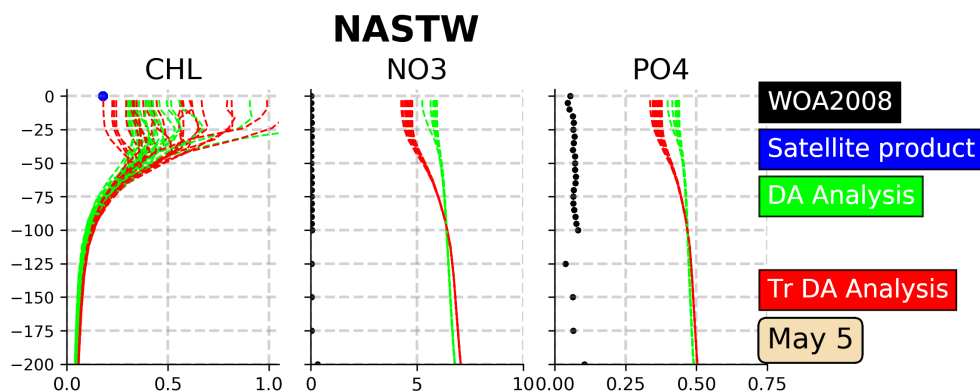 NASTW
CHL NO3 PO4
0
−25
−50
−75
−100
−125
−150
−175
−200
0.0 0.5 1.0
0 5 10
0.00 0.25 0.50 0.75
WOA2008
Satellite product
DA Analysis
Tr DA Analysis
May 5